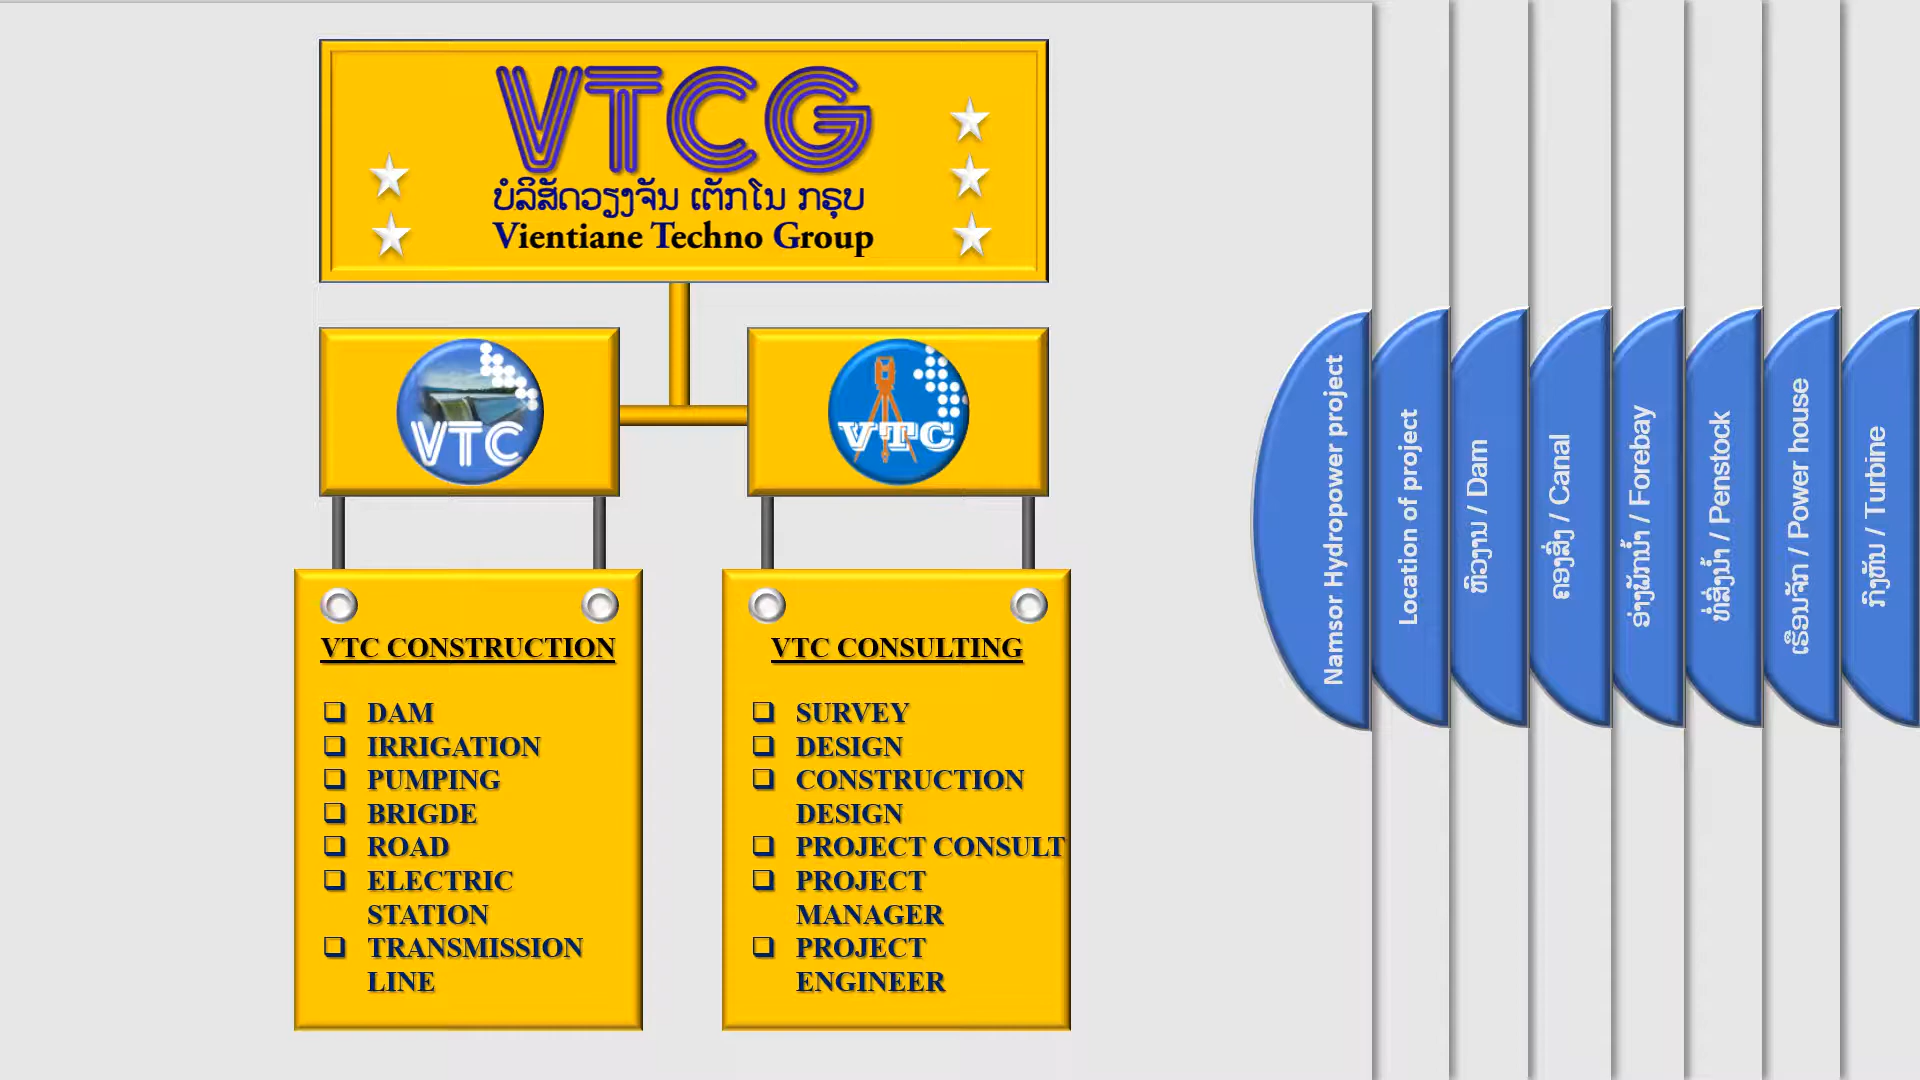 VTCG
ບໍລິສັດວຽງຈັນ ເຕັກໂນ ກຣຸບ
Vientiane Techno Group
VTC
VTC
VTC CONSTRUCTION
❑ DAM
❑ IRRIGATION
❑ PUMPING
❑ BRIGDE
❑ ROAD
❑ ELECTRIC
STATION
❑ TRANSMISSION
LINE
VTC CONSULTING
❑ SURVEY
❑ DESIGN
❑ CONSTRUCTION
DESIGN
❑ PROJECT CONSULT
❑ PROJECT
MANAGER
❑ PROJECT
ENGINEER
Namsor Hydropower project
Location of project
ຫົວງານ / Dam
ຄອງສົ່ງ / Canal
ອ່າງພັກນ້ຳ / Forebay
ທໍ່ສົ່ງນ້ຳ / Penstock
ເຮືອນຈັກ / Power house
ກົງຫັນ / Turbine